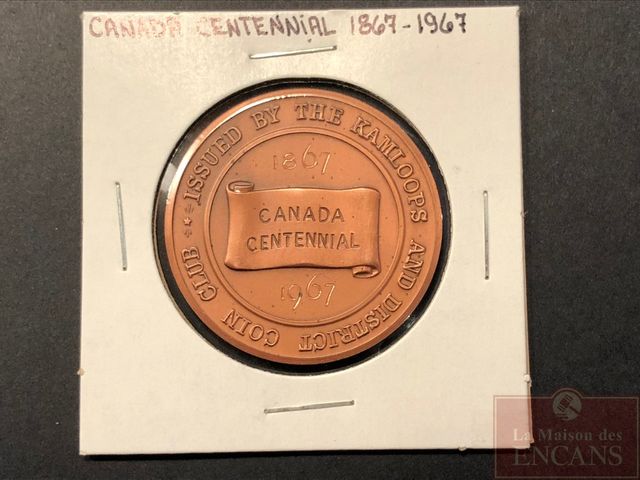 CANADA CENTENNIAL 1867-1967
ISSUED BY THE KAMLOOPS AND DISTRICT COIN CLUB
1867
CANADA
CENTENNIAL
1967
La Maison des
ENCANS